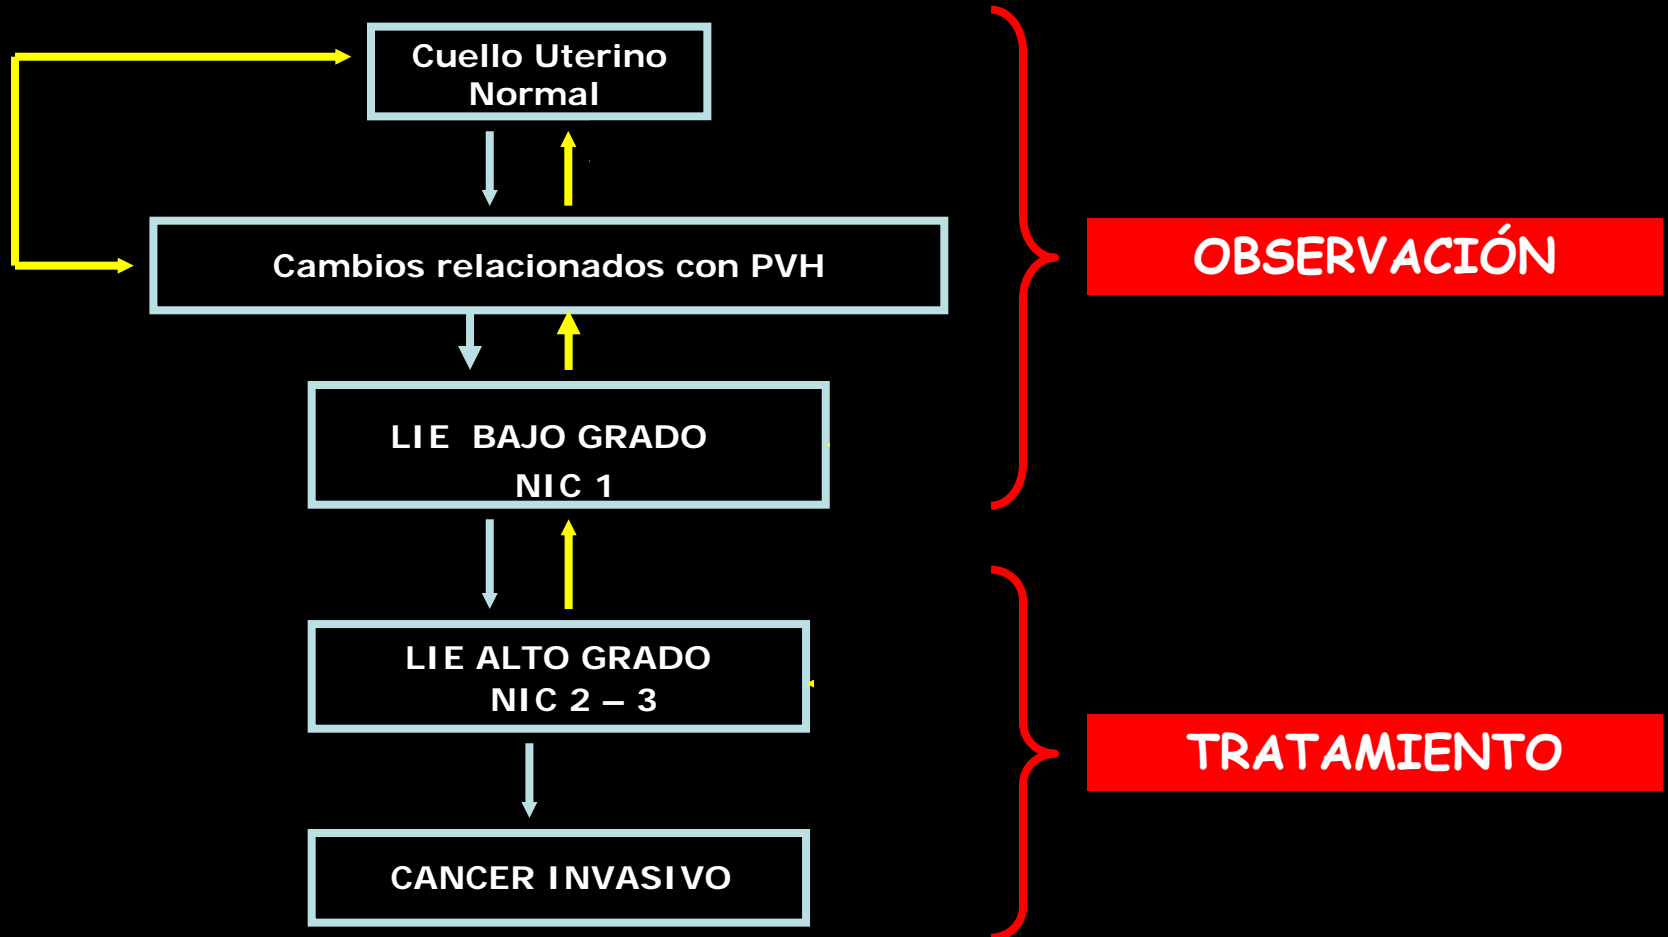 Cuello Uterino
Normal
Cambios relacionados con PVH
OBSERVACIÓN
LIE BAJO GRADO
NIC 1
LIE ALTO GRADO
NIC 2 – 3
TRATAMIENTO
CANCER INVASIVO